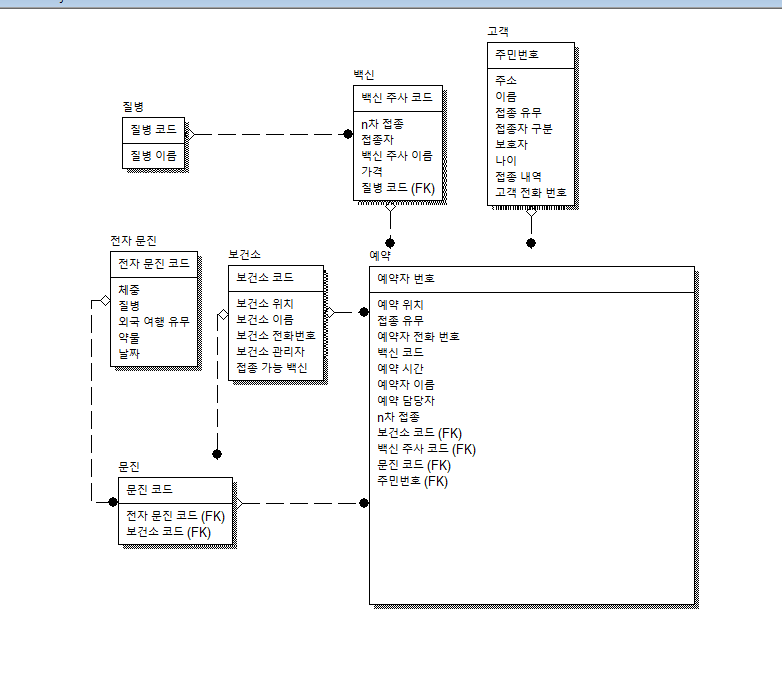 고객
주민번호
주소
이름
접종 유무
접종자 구분
보호자
나이
접종 내역
고객 전화 번호
백신
백신 주사 코드
n차 접종
접종자
백신 주사 이름
가격
질병 코드 (FK)
질병
질병 코드
질병 이름
전자 문진
전자 문진 코드
체중
질병
외국 여행 유무
약물
날짜
보건소
보건소 코드
보건소 위치
보건소 이름
보건소 전화번호
보건소 관리자
접종 가능 백신
예약
예약자 번호
예약 위치
접종 유무
예약자 전화 번호
백신 코드
예약 시간
예약자 이름
예약 담당자
n차 접종
보건소 코드 (FK)
백신 주사 코드 (FK)
문진 코드 (FK)
주민번호 (FK)
문진
문진 코드
전자 문진 코드 (FK)
보건소 코드 (FK)